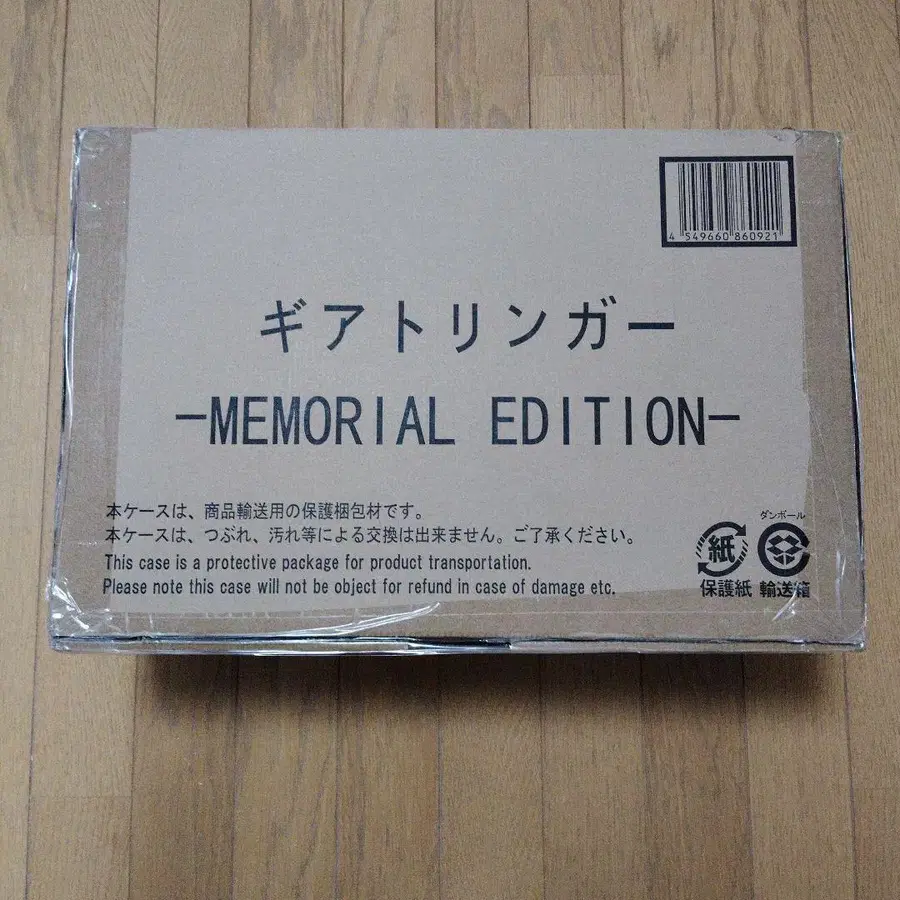 4 549660 860921
ギアトリンガー
-MEMORIAL EDITION-
本ケースは、商品輸送用の保護梱包材です。
本ケースは、つぶれ、汚れ等による交換は出来ません。ご了承ください。
This case is a protective package for product transportation.
Please note this case will not be object for refund in case of damage etc.
紙
保護紙
ダンボール
輸送箱